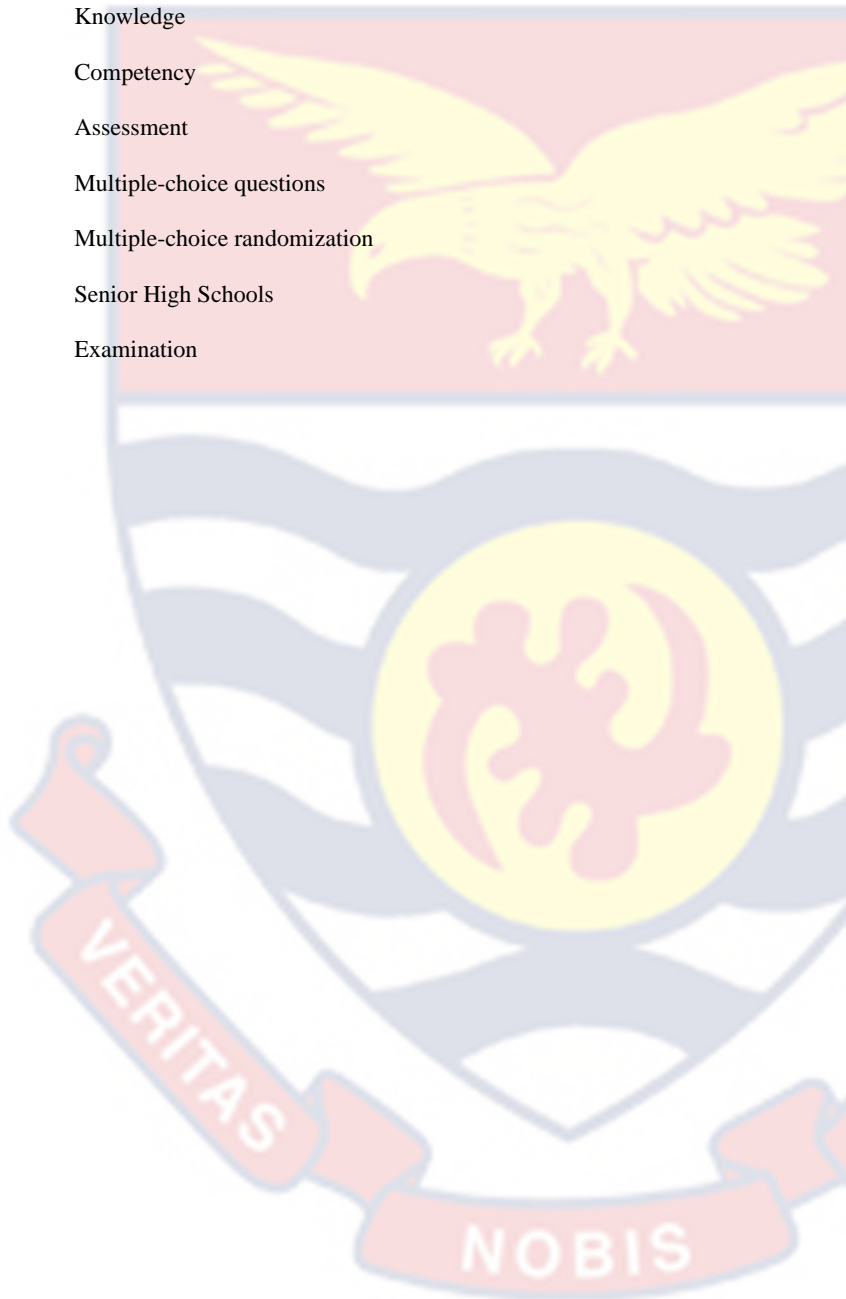 Knowledge
Competency
Assessment
Multiple-choice questions
Multiple-choice randomization
Senior High Schools
Examination
VERITAS
NOBIS